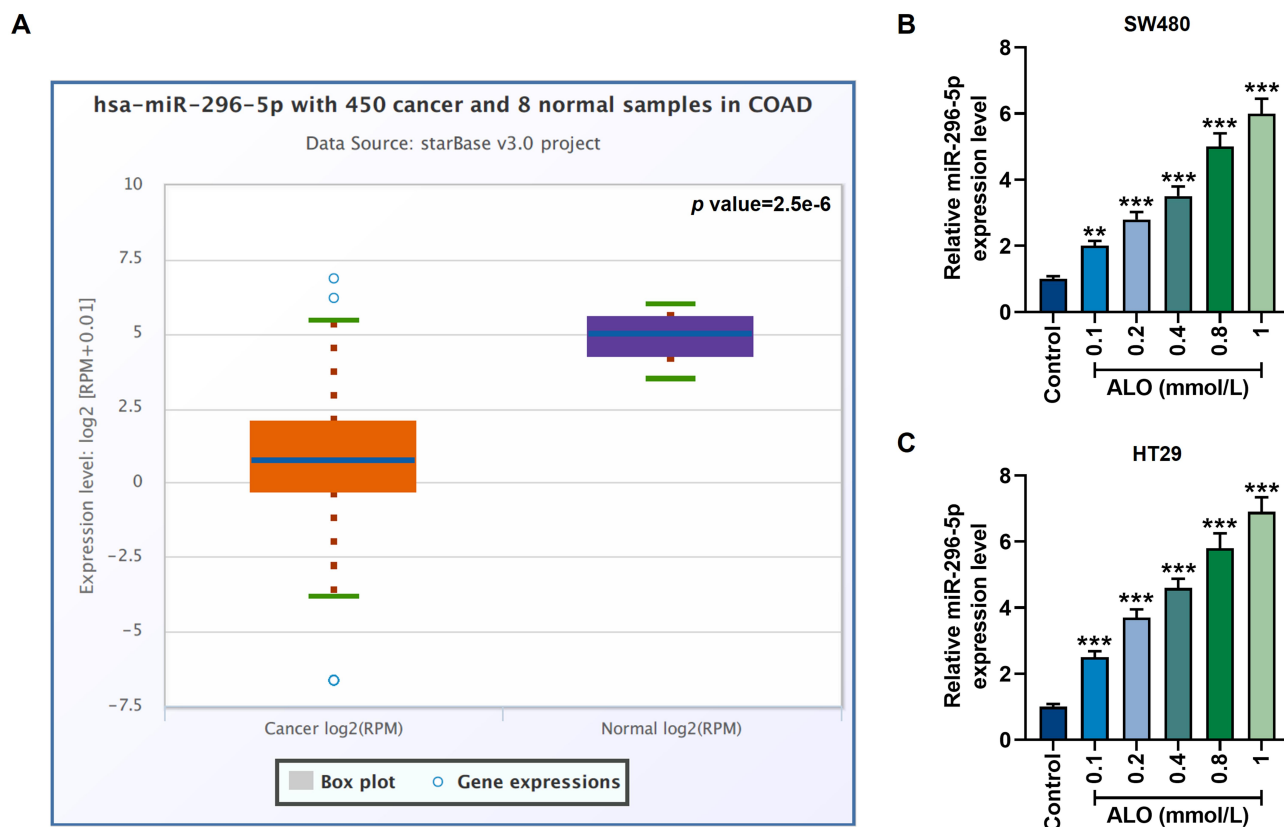 A
hsa-miR-296-5p with 450 cancer and 8 normal samples in COAD
Data Source: starBase v3.0 project
p value=2.5e-6
Expression level: log2 [RPM+0.01]
10
7.5
5
2.5
0
−2.5
−5
−7.5
Cancer log2(RPM)
Normal log2(RPM)
Box plot
Gene expressions
B
SW480
Relative miR-296-5p
expression level
8
6
4
2
0
**
***
***
***
***
Control
0.1
0.2
0.4
0.8
1
ALO (mmol/L)
C
HT29
Relative miR-296-5p
expression level
8
6
4
2
0
***
***
***
***
***
Control
0.1
0.2
0.4
0.8
1
ALO (mmol/L)